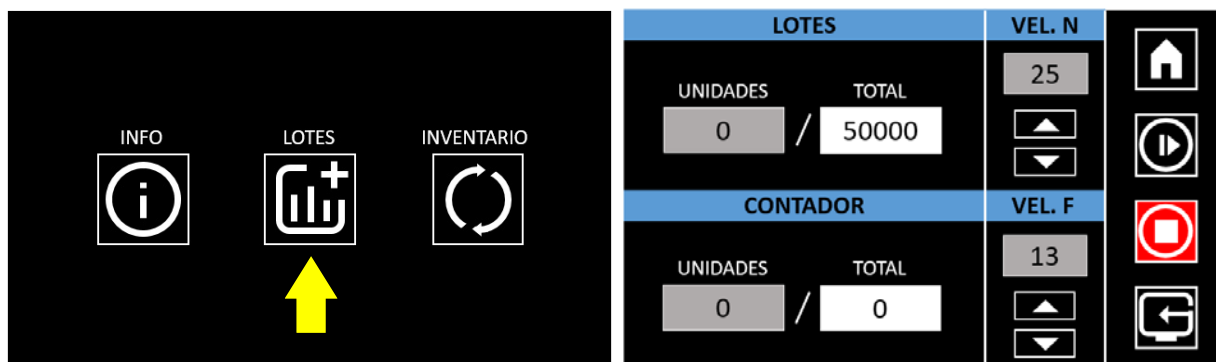 INFO LOTES INVENTARIO
LOTES VEL. N
25
UNIDADES TOTAL
0 / 50000
CONTADOR VEL. F
13
UNIDADES TOTAL
0 / 0